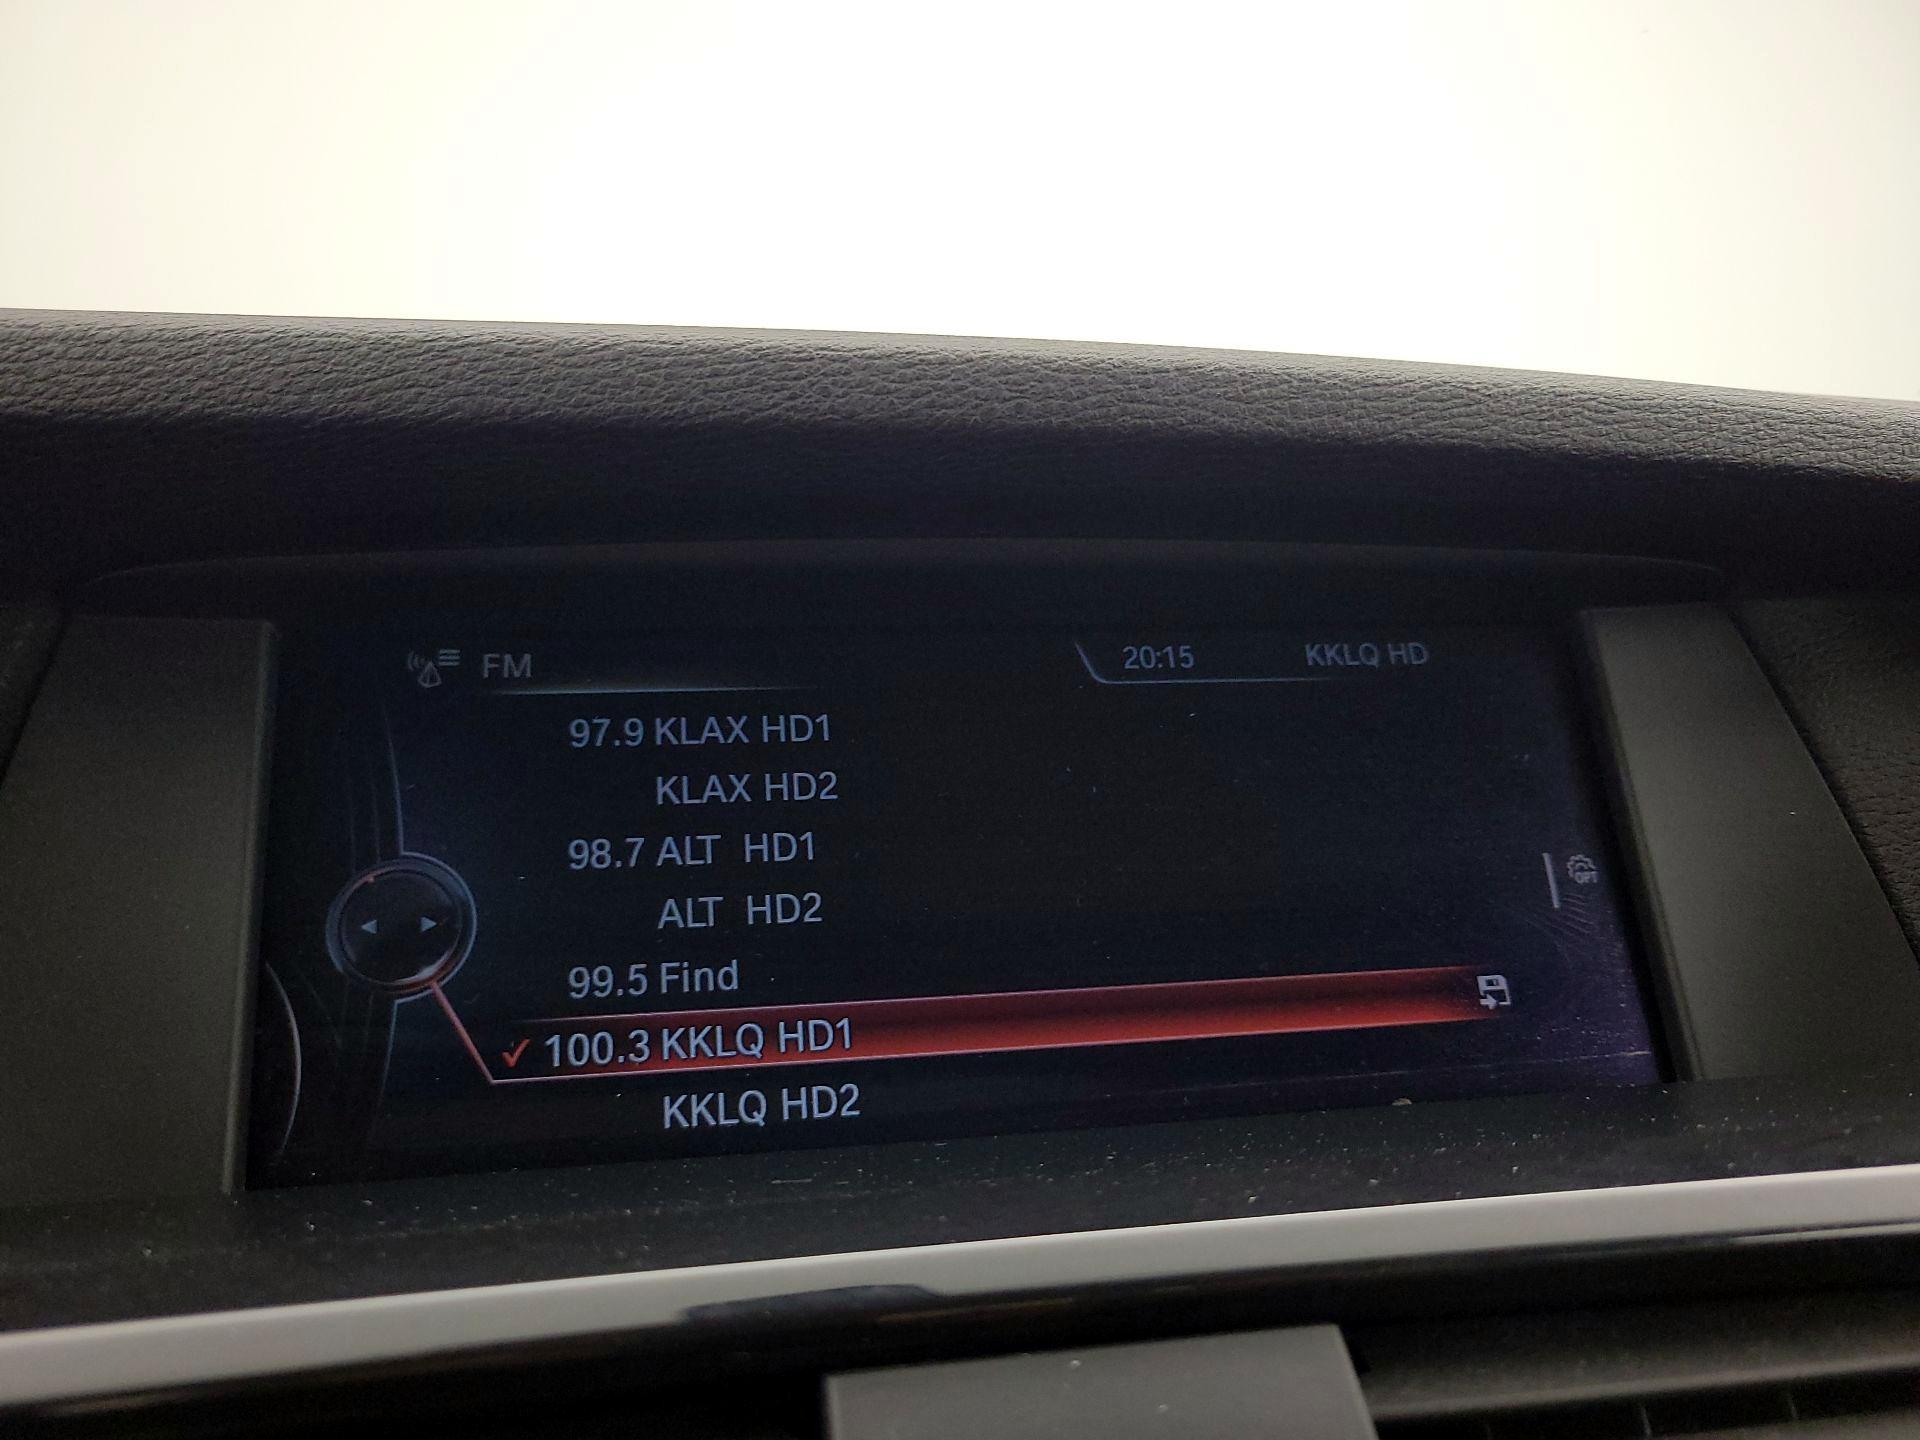 FM
20:15 KKLQ HD
97.9 KLAX HD1
KLAX HD2
98.7 ALT HD1
ALT HD2
99.5 Find
✓ 100.3 KKLQ HD1
KKLQ HD2
OPT